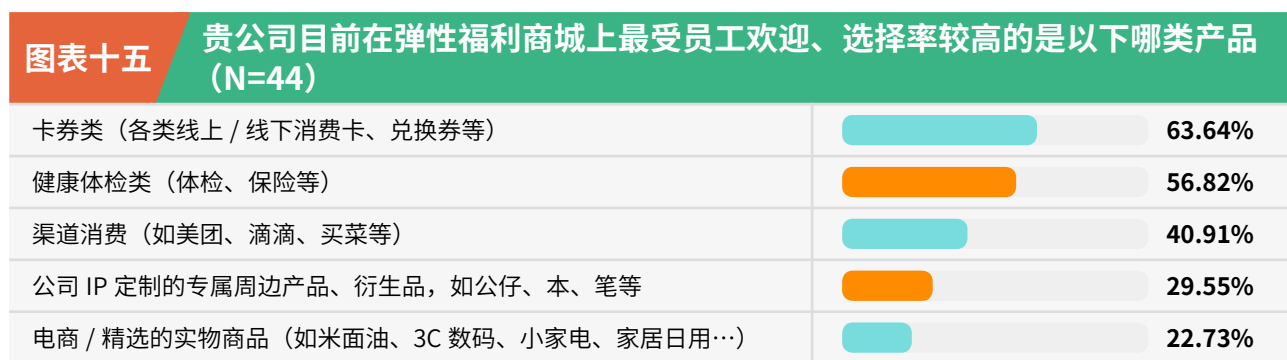 图表十五
贵公司目前在弹性福利商城上最受员工欢迎、选择率较高的是以下哪类产品
（N=44）
卡券类（各类线上 / 线下消费卡、兑换券等） 63.64%
健康体检类（体检、保险等） 56.82%
渠道消费（如美团、滴滴、买菜等） 40.91%
公司 IP 定制的专属周边产品、衍生品，如公仔、本、笔等 29.55%
电商 / 精选的实物商品（如米面油、3C 数码、小家电、家居日用…） 22.73%